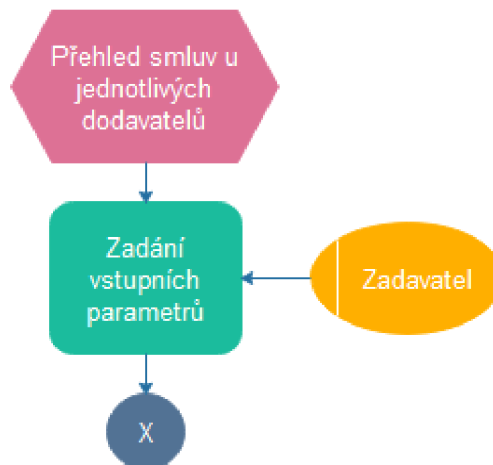 Přehled smluv u
jednotlivých
dodavatelů
Zadání
vstupních
parametrů
Zadavatel
X